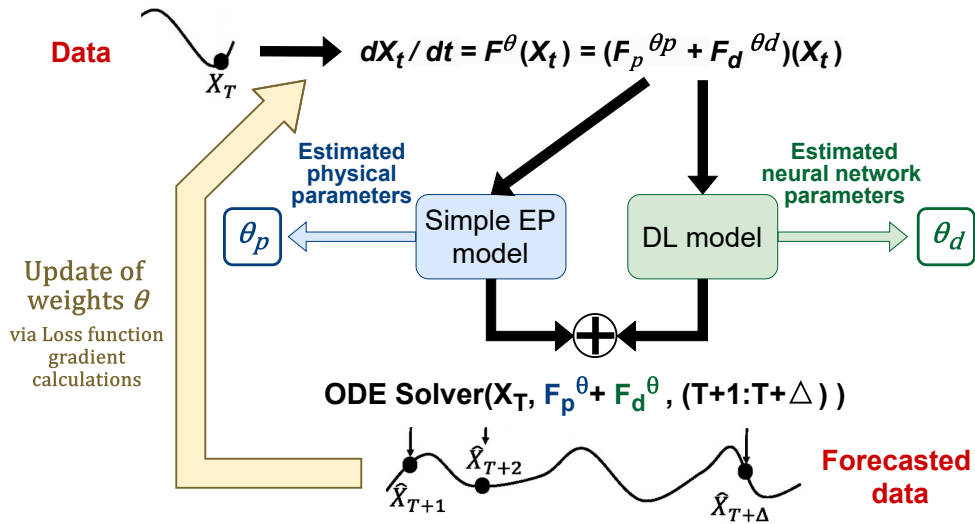 Data
X_T
dX_t / dt = F^θ(X_t) = (F_p^θp + F_d^θd)(X_t)
Estimated
physical
parameters
Estimated
neural network
parameters
θ_p
Simple EP
model
DL model
θ_d
Update of
weights θ
via Loss function
gradient
calculations
ODE Solver(X_T, F_p^θ + F_d^θ, (T+1:T+△))
X̂_T+1
X̂_T+2
X̂_T+Δ
Forecasted
data